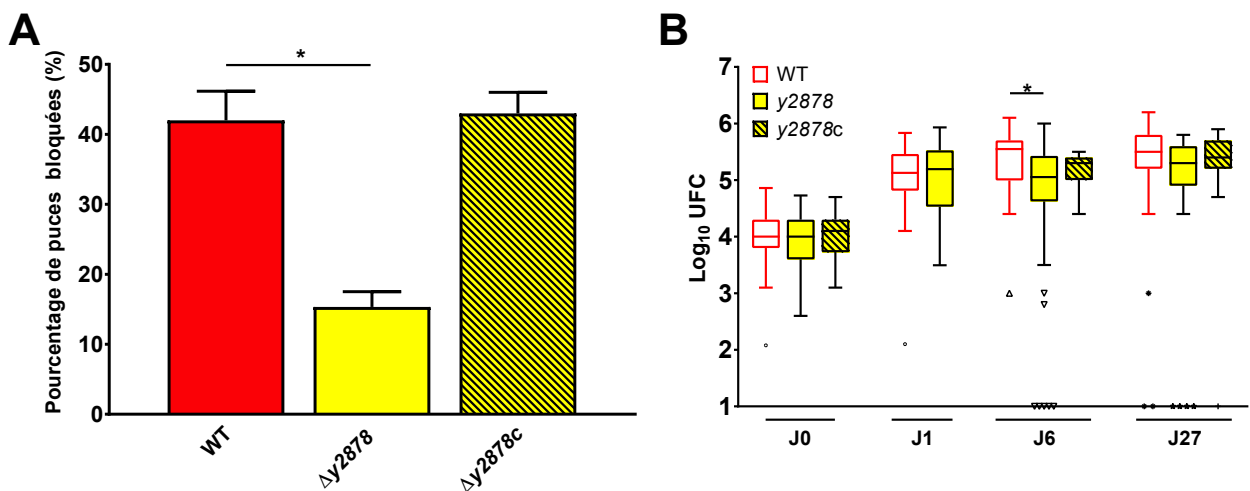 A
Pourcentage de puces bloquées (%)
50
40
30
20
10
0
*
WT
Δy2878
Δy2878c
B
Log10 UFC
7
6
5
4
3
2
1
WT
y2878
y2878c
*
J0
J1
J6
J27